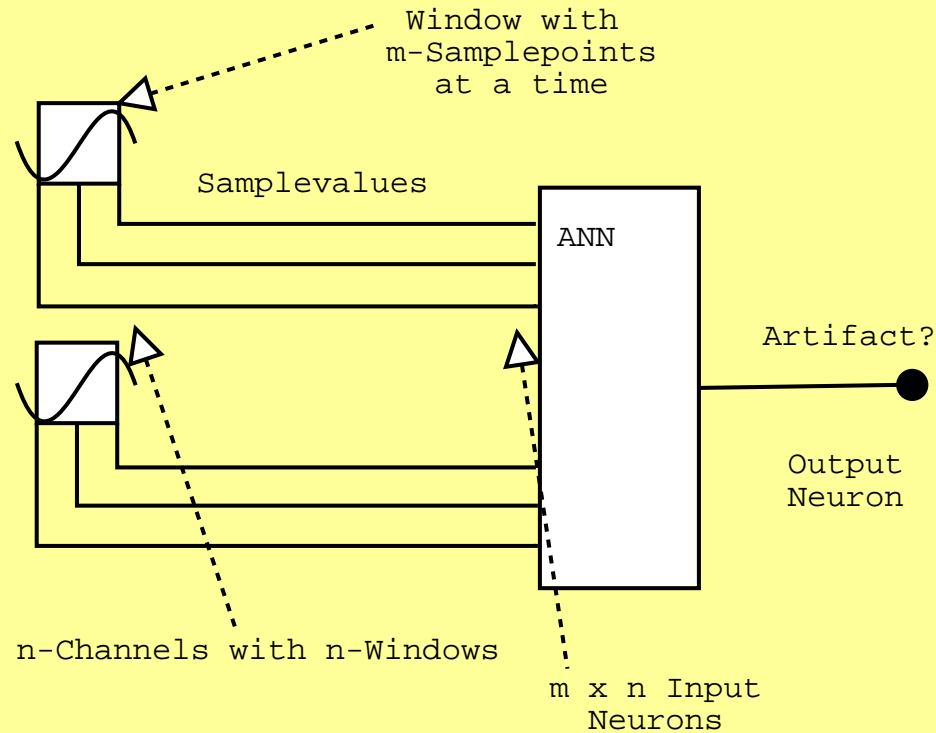 Window with
m-Samplepoints
at a time
Samplevalues
ANN
Artifact?
Output
Neuron
n-Channels with n-Windows
m x n Input
Neurons